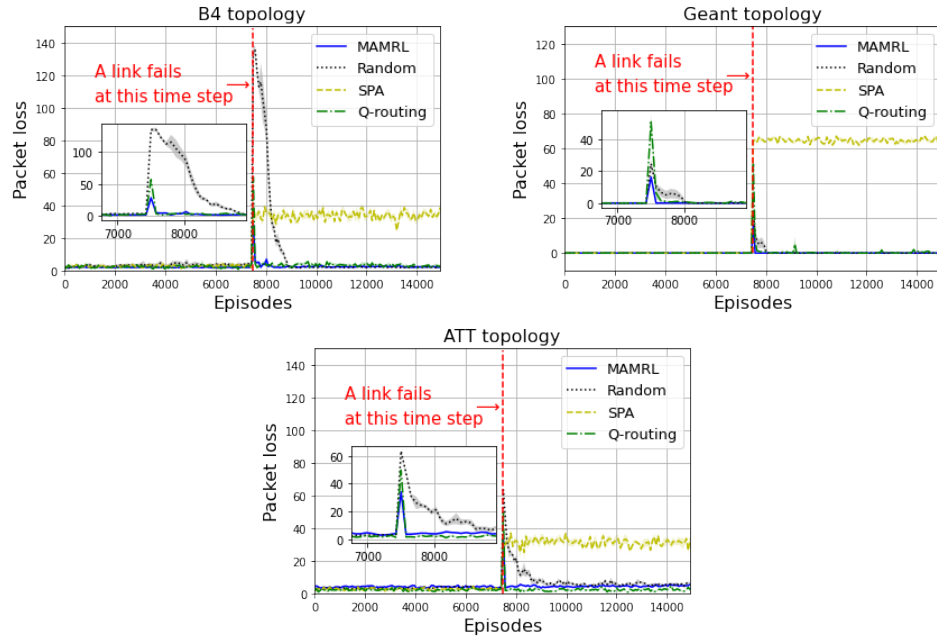 B4 topology
140
120
100
80
60
40
20
0
Packet loss
A link fails
at this time step →
MAMRL
Random
SPA
Q-routing
100
50
0
7000 8000
0 2000 4000 6000 8000 10000 12000 14000
Episodes
Geant topology
120
100
80
60
40
20
0
Packet loss
A link fails
at this time step →
MAMRL
Random
SPA
Q-routing
40
20
0
7000 8000
0 2000 4000 6000 8000 10000 12000 14000
Episodes
ATT topology
140
120
100
80
60
40
20
0
Packet loss
A link fails
at this time step →
MAMRL
Random
SPA
Q-routing
60
40
20
0
7000 8000
0 2000 4000 6000 8000 10000 12000 14000
Episodes